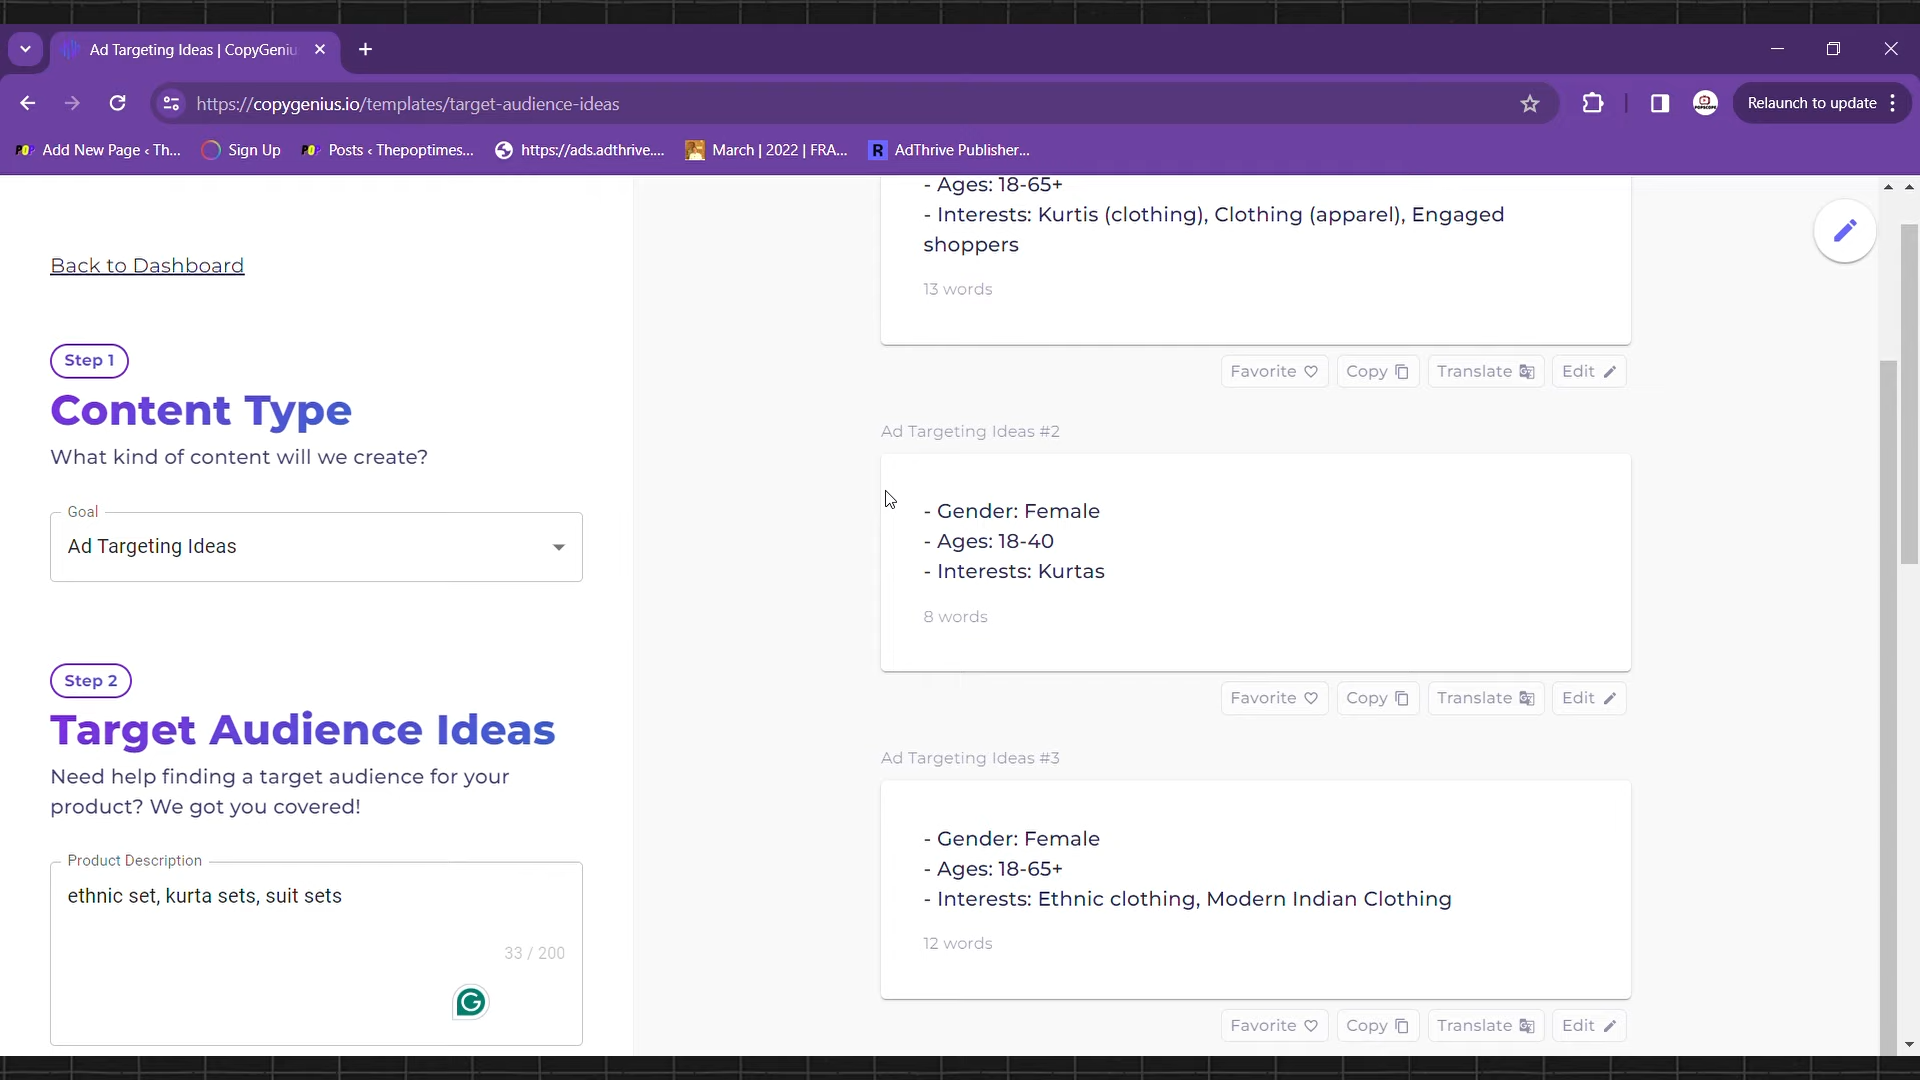 Ad Targeting Ideas | CopyGeniu
https://copygenius.io/templates/target-audience-ideas
Relaunch to update
Add New Page ‹ Th...
Sign Up
Posts ‹ Thepoptimes...
https://ads.adthrive....
March | 2022 | FRA...
R
AdThrive Publisher...
Back to Dashboard
Step 1
Content Type
What kind of content will we create?
Goal
Ad Targeting Ideas
Step 2
Target Audience Ideas
Need help finding a target audience for your
product? We got you covered!
Product Description
ethnic set, kurta sets, suit sets
33 / 200
- Ages: 18-65+
- Interests: Kurtis (clothing), Clothing (apparel), Engaged
shoppers
13 words
Favorite Copy Translate Edit
Ad Targeting Ideas #2
- Gender: Female
- Ages: 18-40
- Interests: Kurtas
8 words
Favorite Copy Translate Edit
Ad Targeting Ideas #3
- Gender: Female
- Ages: 18-65+
- Interests: Ethnic clothing, Modern Indian Clothing
12 words
Favorite Copy Translate Edit